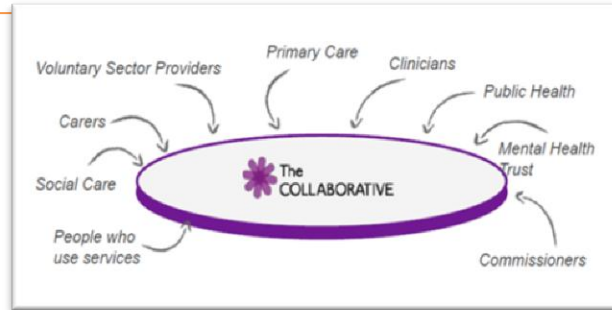 Primary Care
Voluntary Sector Providers
Clinicians
Public Health
Carers
Mental Health
Trust
The
COLLABORATIVE
Social Care
People who
use services
Commissioners